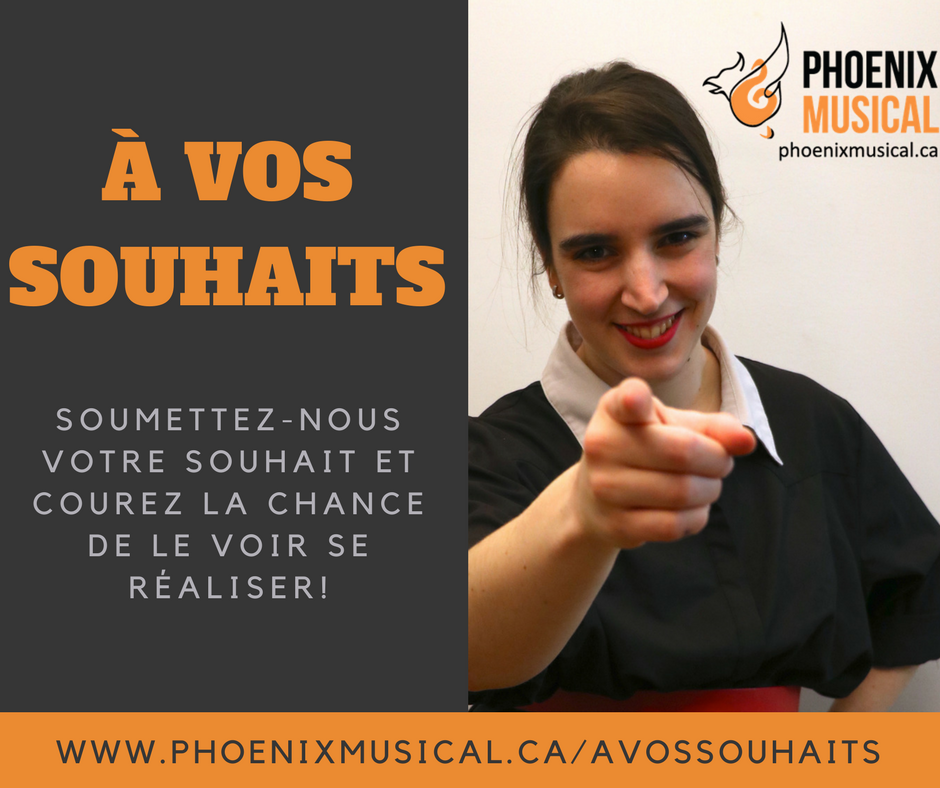 À VOS
SOUHAITS
SOUMETTEZ-NOUS
VOTRE SOUHAIT ET
COUREZ LA CHANCE
DE LE VOIR SE
RÉALISER!
PHOENIX
MUSICAL
phoenixmusical.ca
WWW.PHOENIXMUSICAL.CA/AVOSSOUHAITS